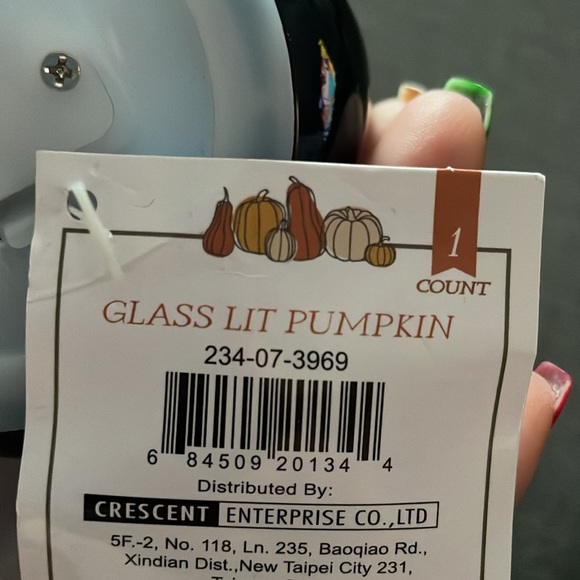 1
COUNT
GLASS LIT PUMPKIN
234-07-3969
6 84509 20134 4
Distributed By:
CRESCENT ENTERPRISE CO.,LTD
5F.-2, No. 118, Ln. 235, Baoqiao Rd.,
Xindian Dist.,New Taipei City 231,